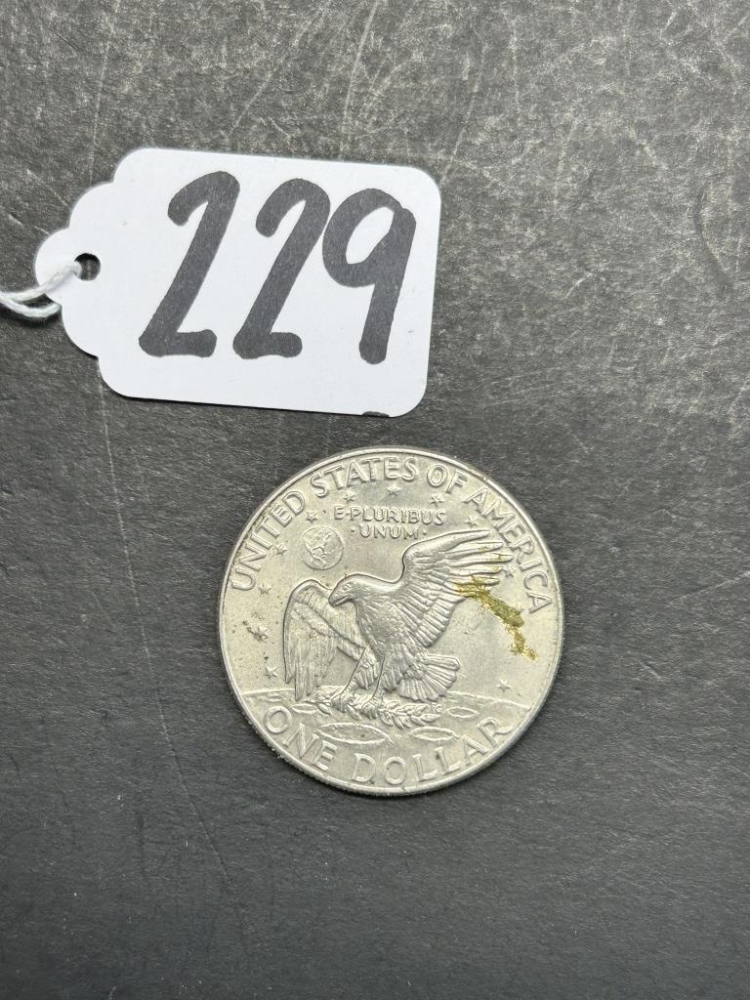 229
UNITED STATES OF AMERICA
·E·PLURIBUS
·UNUM·
ONE DOLLAR